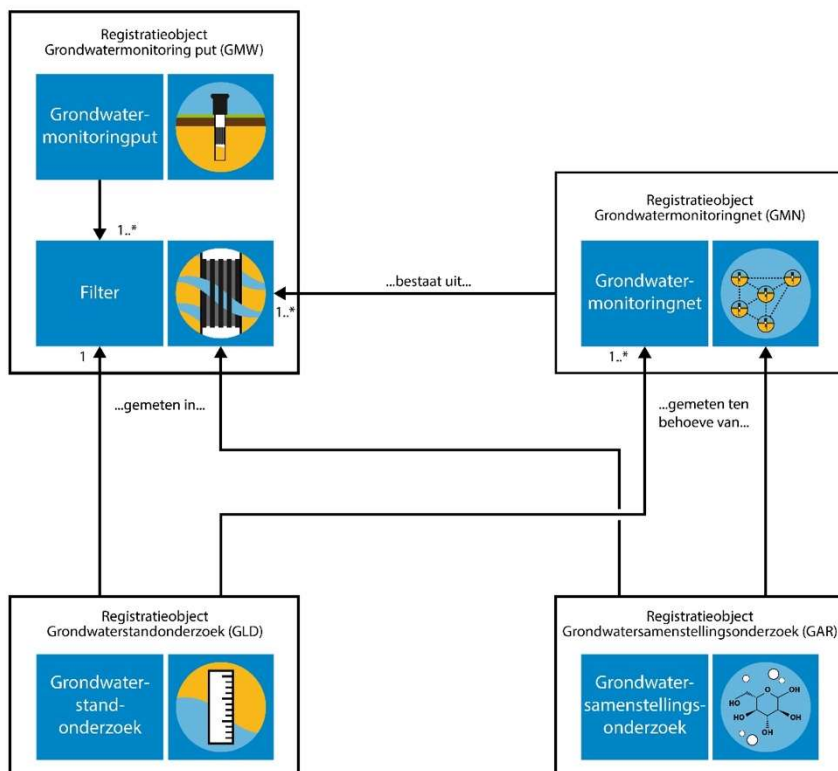 Registratieobject
Grondwatermonitoring put (GMW)
Grondwater-
monitoringput
1..*
Filter
1..*
1
Registratieobject
Grondwatermonitoringnet (GMN)
Grondwater-
monitoringnet
1..*
...bestaat uit...
...gemeten in...
...gemeten ten
behoeve van...
Registratieobject
Grondwaterstandonderzoek (GLD)
Grondwater-
stand-
onderzoek
Registratieobject
Grondwatersamenstellingsonderzoek (GAR)
Grondwater-
samenstellings-
onderzoek
HO
O
OH
HO
OH
OH